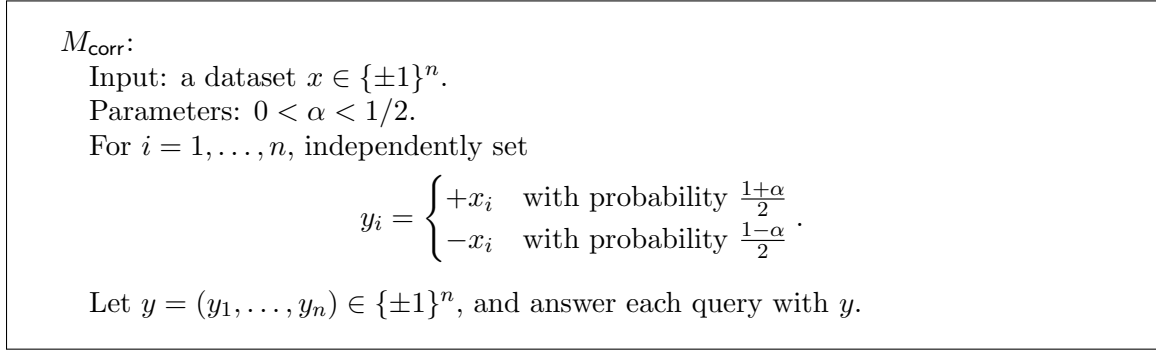 M_corr:
Input: a dataset x ∈ {±1}^n.
Parameters: 0 < α < 1/2.
For i = 1, . . . , n, independently set
y_i = { +x_i with probability (1+α)/2
−x_i with probability (1−α)/2 .
Let y = (y_1, . . . , y_n) ∈ {±1}^n, and answer each query with y.